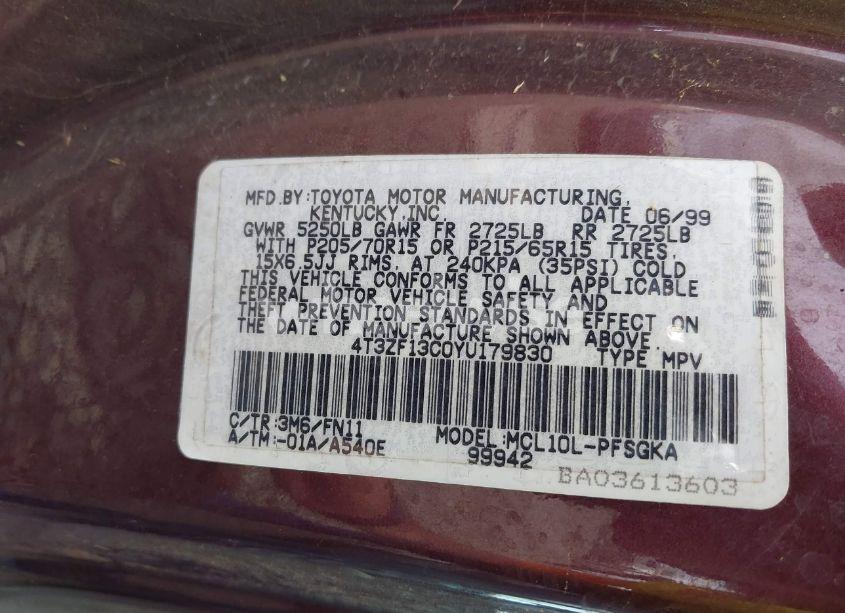 MFD.BY:TOYOTA MOTOR MANUFACTURING,
KENTUCKY,INC. DATE 06/99
GVWR 5250LB GAWR FR 2725LB RR 2725LB
WITH P205/70R15 OR P215/65R15 TIRES,
15X6.5JJ RIMS, AT 240KPA (35PSI) COLD
THIS VEHICLE CONFORMS TO ALL APPLICABLE
FEDERAL MOTOR VEHICLE SAFETY AND
THEFT PREVENTION STANDARDS IN EFFECT ON
THE DATE OF MANUFACTURE SHOWN ABOVE.
4T3ZF13C0YU179830 TYPE MPV
C/TR:3M6/FN11 MODEL:MCL10L-PFSGKA
A/TM:-01A/A540E 99942
BA03613603